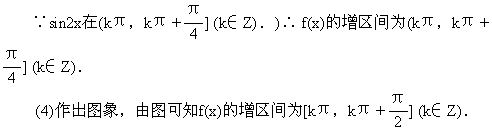 ∵sin2x在(kπ，kπ+π/4] (k∈Z)．)∴f(x)的增区间为(kπ，kπ+
π/4] (k∈Z)．
(4)作出图象，由图可知f(x)的增区间为[kπ，kπ+π/2] (k∈Z)．